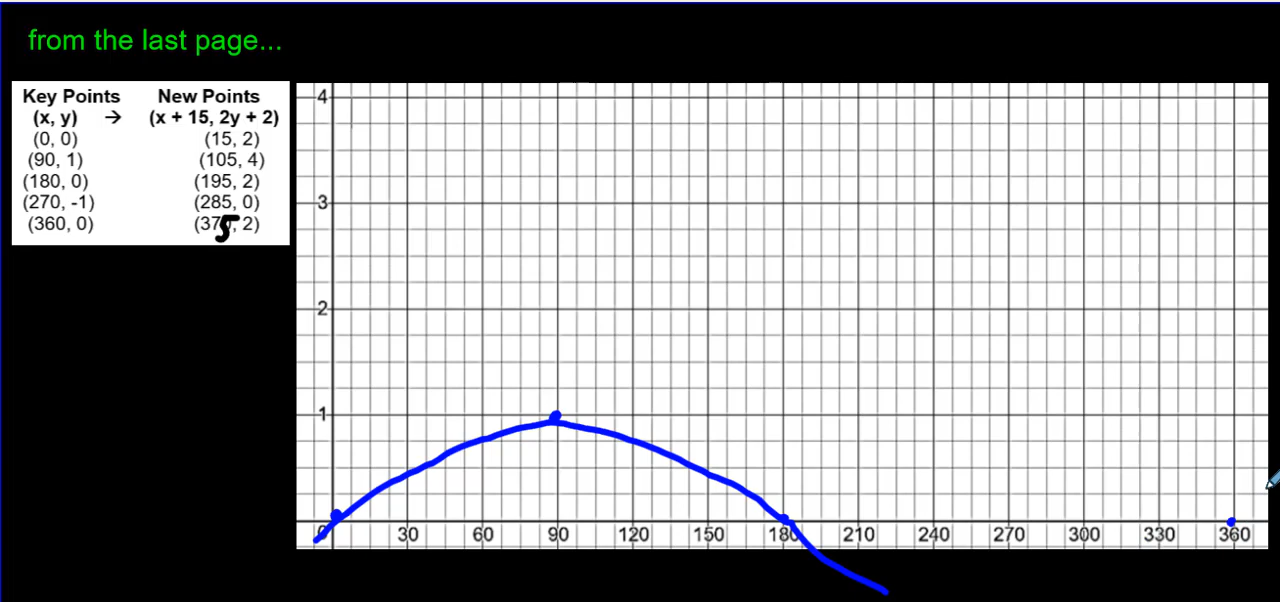 from the last page...
Key Points New Points
(x, y) → (x + 15, 2y + 2)
(0, 0) (15, 2)
(90, 1) (105, 4)
(180, 0) (195, 2)
(270, -1) (285, 0)
(360, 0) (375, 2)
4
3
2
1
0 30 60 90 120 150 180 210 240 270 300 330 360